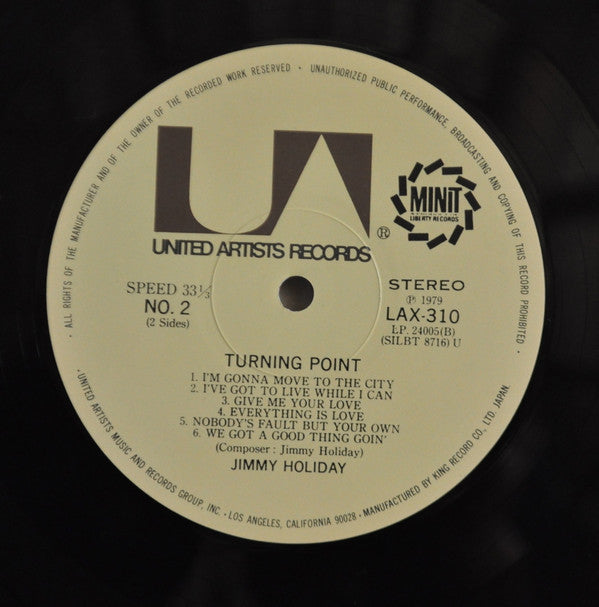 · ALL RIGHTS OF THE MANUFACTURER AND OF THE OWNER OF THE RECORDED WORK RESERVED · UNAUTHORIZED PUBLIC PERFORMANCE, BROADCASTING AND COPYING OF THIS RECORD PROHIBITED ·
UA
MINIT
LIBERTY RECORDS
®
UNITED ARTISTS RECORDS
SPEED 33⅓
NO. 2
(2 Sides)
STEREO
Ⓟ 1979
LAX-310
LP. 24005(B)
(SILBT 8716) U
TURNING POINT
1. I'M GONNA MOVE TO THE CITY
2. I'VE GOT TO LIVE WHILE I CAN
3. GIVE ME YOUR LOVE
4. EVERYTHING IS LOVE
5. NOBODY'S FAULT BUT YOUR OWN
6. WE GOT A GOOD THING GOIN'
(Composer : Jimmy Holiday)
JIMMY HOLIDAY
· UNITED ARTISTS MUSIC AND RECORDS GROUP, INC. · LOS ANGELES, CALIFORNIA 90028 · MANUFACTURED BY KING RECORD CO., LTD JAPAN.